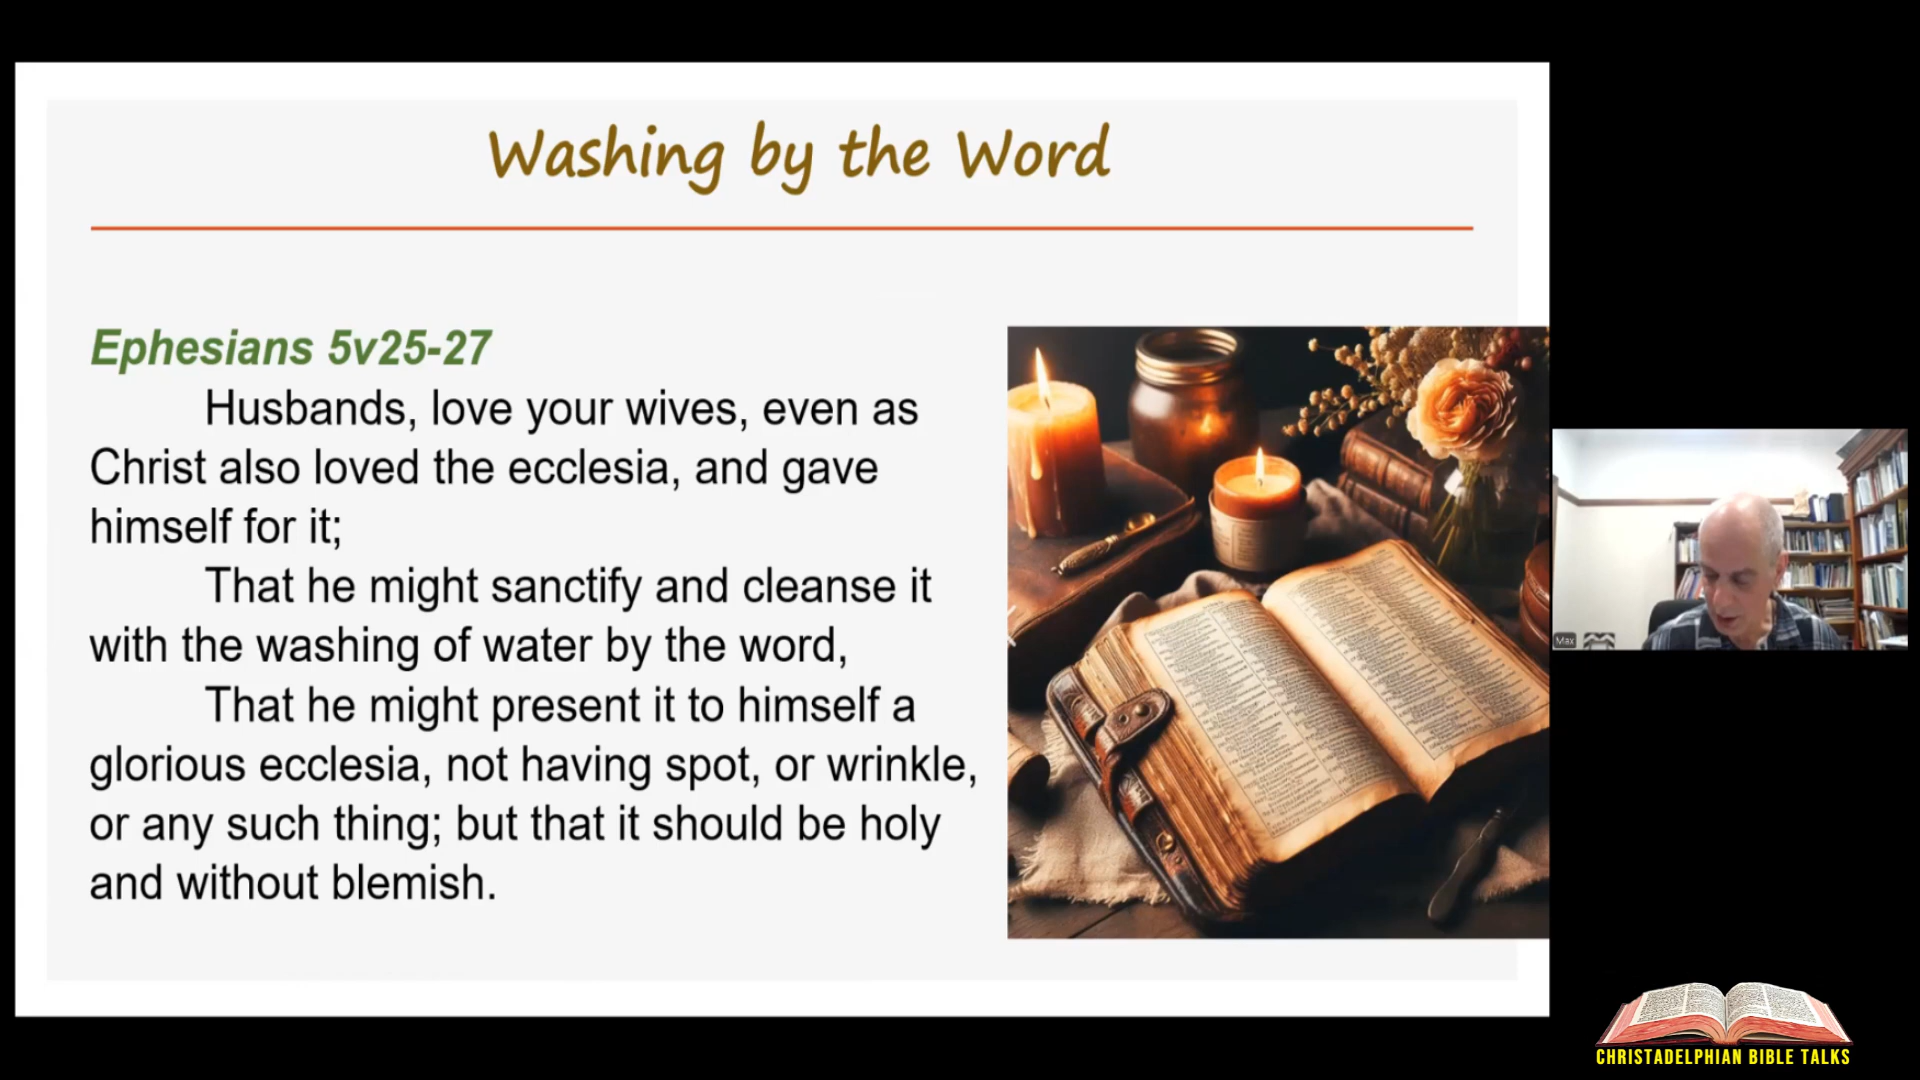 Washing by the Word
Ephesians 5v25-27
Husbands, love your wives, even as
Christ also loved the ecclesia, and gave
himself for it;
That he might sanctify and cleanse it
with the washing of water by the word,
That he might present it to himself a
glorious ecclesia, not having spot, or wrinkle,
or any such thing; but that it should be holy
and without blemish.
Max
CHRISTADELPHIAN BIBLE TALKS